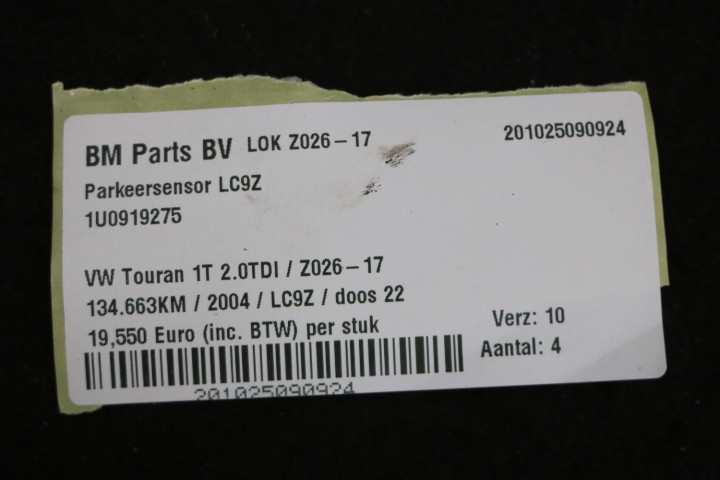 BM Parts BV LOK Z026-17 201025090924
Parkeersensor LC9Z
1U0919275
VW Touran 1T 2.0TDI / Z026-17
134.663KM / 2004 / LC9Z / doos 22
19,550 Euro (inc. BTW) per stuk Verz: 10
Aantal: 4
201025090924